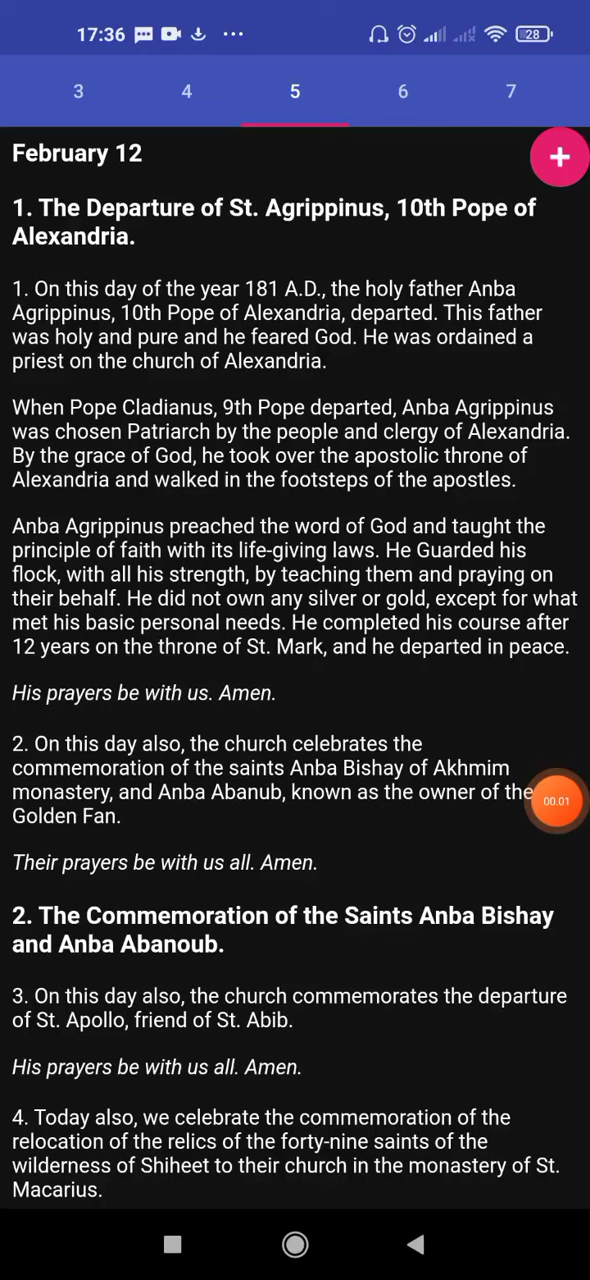 17:36 28
3 4 5 6 7
February 12
+
1. The Departure of St. Agrippinus, 10th Pope of
Alexandria.
1. On this day of the year 181 A.D., the holy father Anba
Agrippinus, 10th Pope of Alexandria, departed. This father
was holy and pure and he feared God. He was ordained a
priest on the church of Alexandria.
When Pope Cladianus, 9th Pope departed, Anba Agrippinus
was chosen Patriarch by the people and clergy of Alexandria.
By the grace of God, he took over the apostolic throne of
Alexandria and walked in the footsteps of the apostles.
Anba Agrippinus preached the word of God and taught the
principle of faith with its life-giving laws. He Guarded his
flock, with all his strength, by teaching them and praying on
their behalf. He did not own any silver or gold, except for what
met his basic personal needs. He completed his course after
12 years on the throne of St. Mark, and he departed in peace.
His prayers be with us. Amen.
2. On this day also, the church celebrates the
commemoration of the saints Anba Bishay of Akhmim
monastery, and Anba Abanub, known as the owner of the
00.01
Golden Fan.
Their prayers be with us all. Amen.
2. The Commemoration of the Saints Anba Bishay
and Anba Abanoub.
3. On this day also, the church commemorates the departure
of St. Apollo, friend of St. Abib.
His prayers be with us all. Amen.
4. Today also, we celebrate the commemoration of the
relocation of the relics of the forty-nine saints of the
wilderness of Shiheet to their church in the monastery of St.
Macarius.